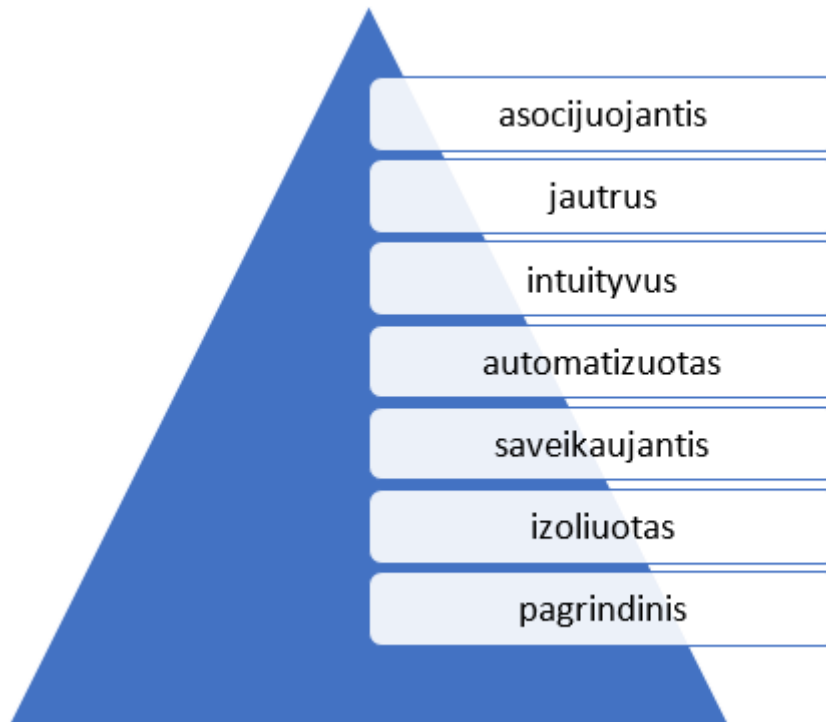 asocijuojantis
jautrus
intuityvus
automatizuotas
saveikaujantis
izoliuotas
pagrindinis